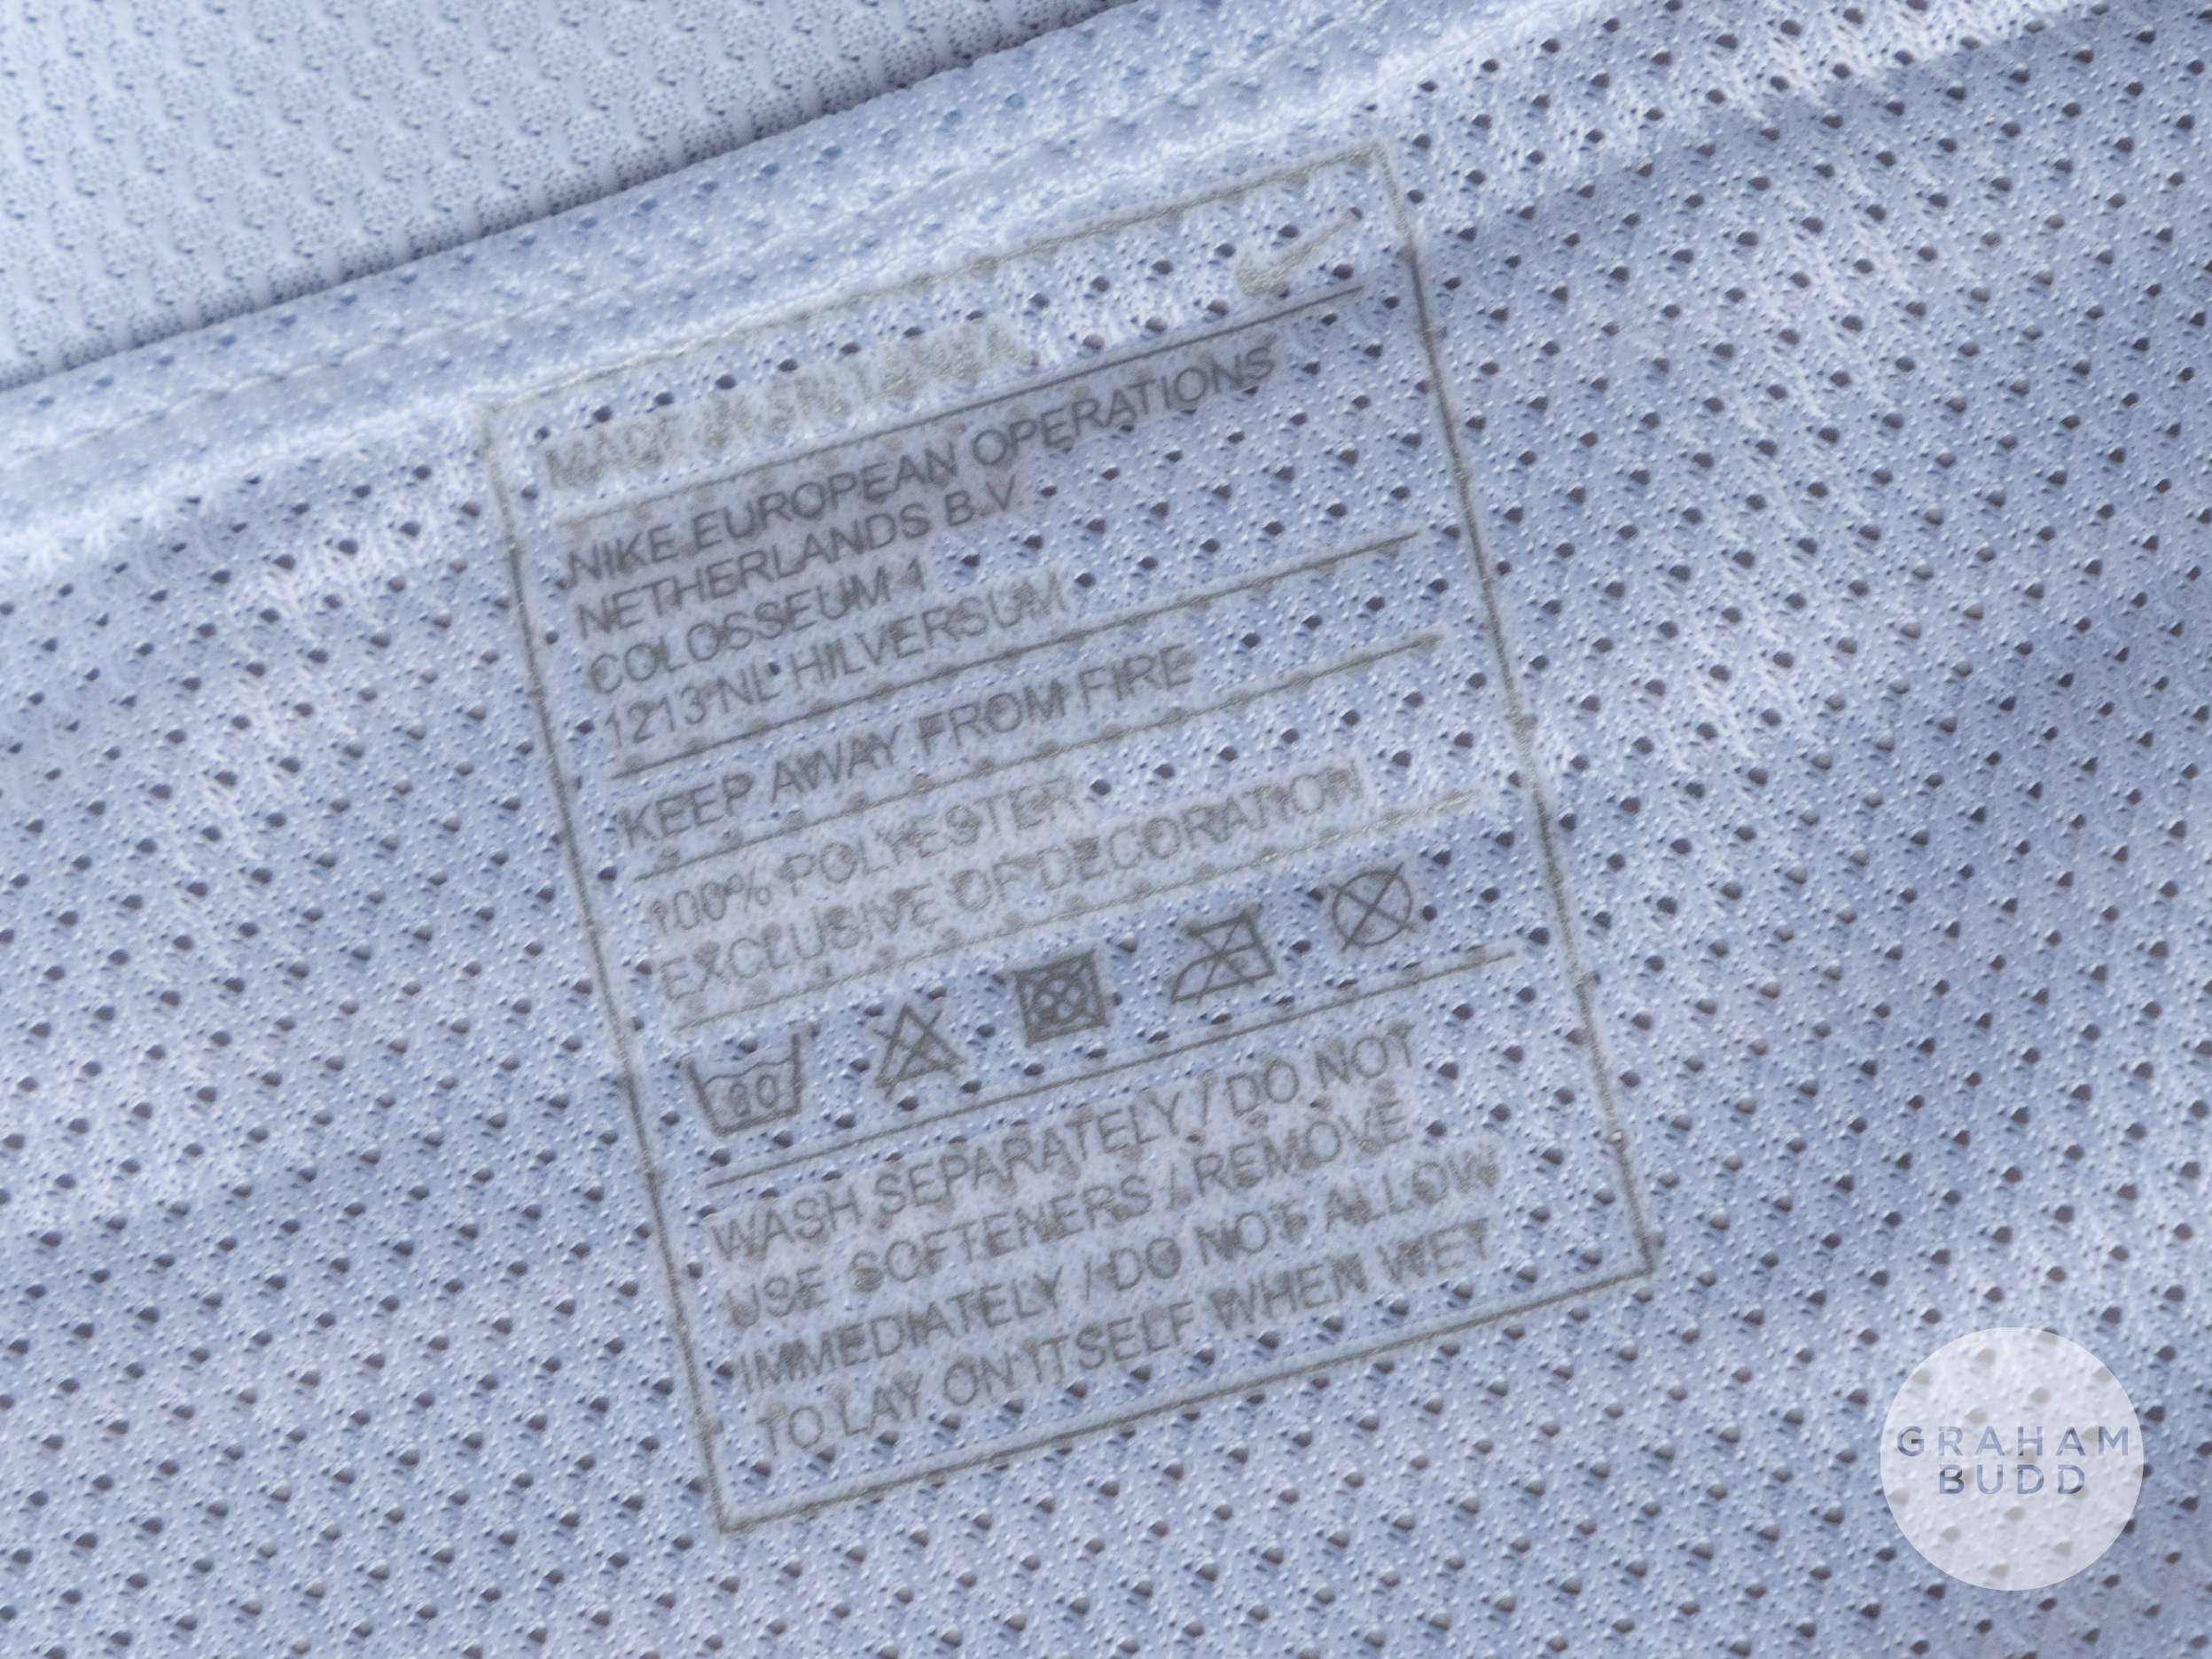 MADE IN SRI LANKA
NIKE EUROPEAN OPERATIONS
NETHERLANDS B.V
COLOSSEUM 1
1213 NL HILVERSUM
KEEP AWAY FROM FIRE
100% POLYESTER
EXCLUSIVE OF DECORATION
30
WASH SEPARATELY / DO NOT
USE SOFTENERS / REMOVE
IMMEDIATELY / DO NOT ALLOW
TO LAY ON ITSELF WHEN WET
GRAHAM
BUDD